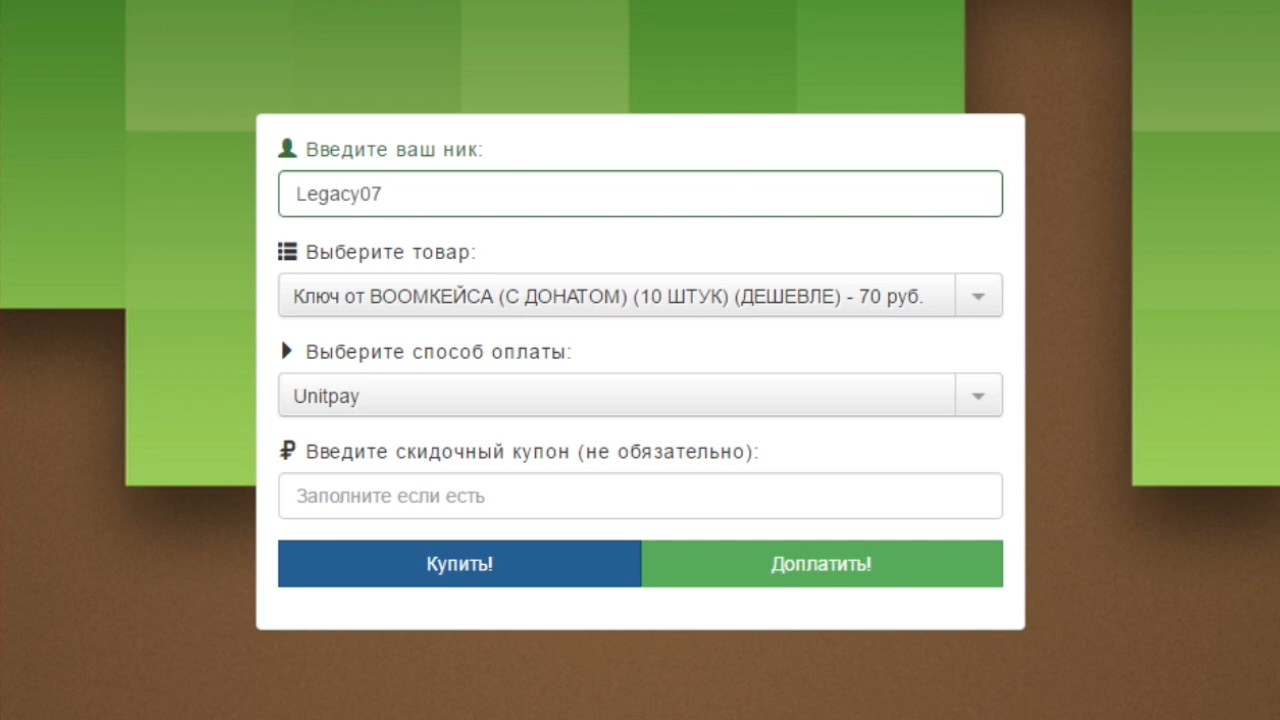 Введите ваш ник:
Legacy07
Выберите товар:
Ключ от BOOMКЕЙСА (С ДОНАТОМ) (10 ШТУК) (ДЕШЕВЛЕ) - 70 руб.
Выберите способ оплаты:
Unitpay
Введите скидочный купон (не обязательно):
Заполните если есть
Купить! Доплатить!